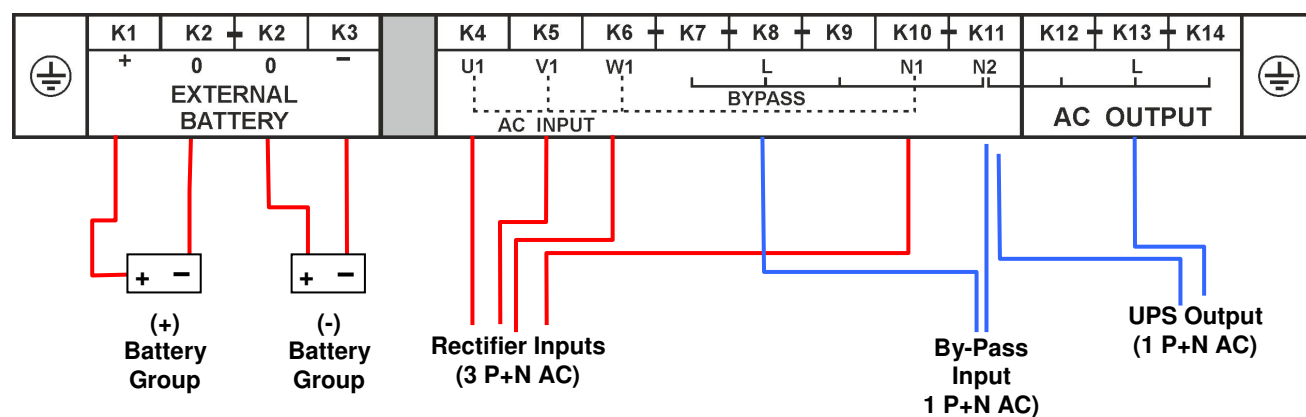 K1 K2 K2 K3 K4 K5 K6 K7 K8 K9 K10 K11 K12 K13 K14
+ 0 0 − U1 V1 W1 L N1 N2 L
EXTERNAL
BATTERY
BYPASS
AC INPUT
AC OUTPUT
+ −
+ −
(+)
Battery
Group
(-)
Battery
Group
Rectifier Inputs
(3 P+N AC)
By-Pass
Input
1 P+N AC)
UPS Output
(1 P+N AC)